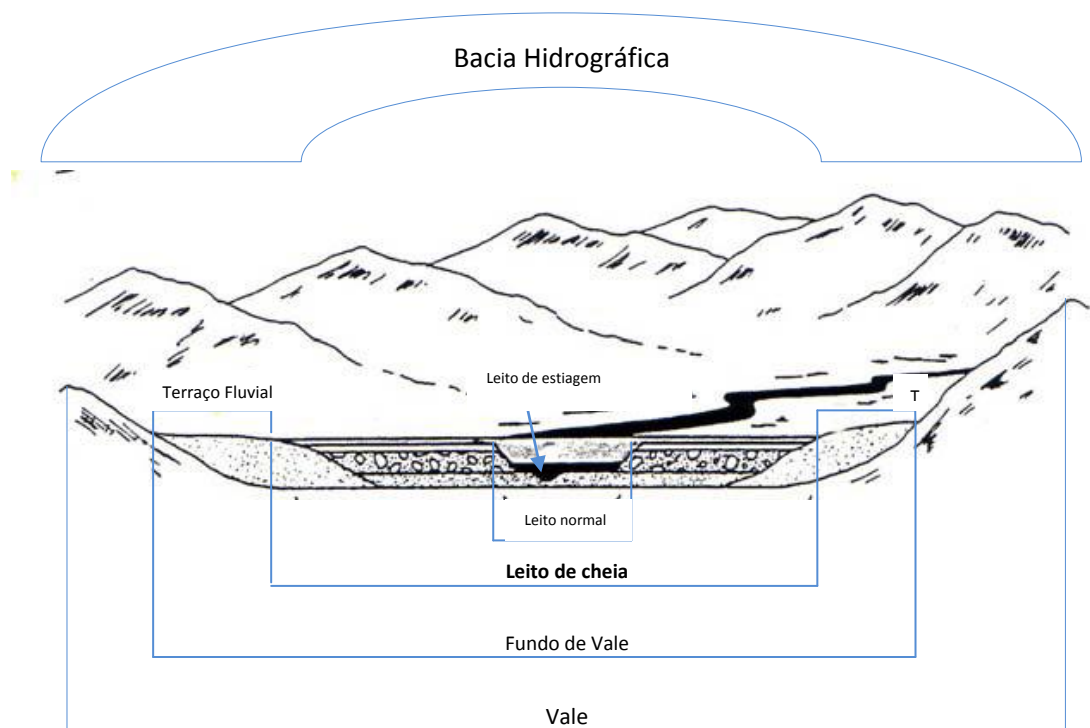 Bacia Hidrográfica
Leito de estiagem
Terraço Fluvial
T
Leito normal
Leito de cheia
Fundo de Vale
Vale